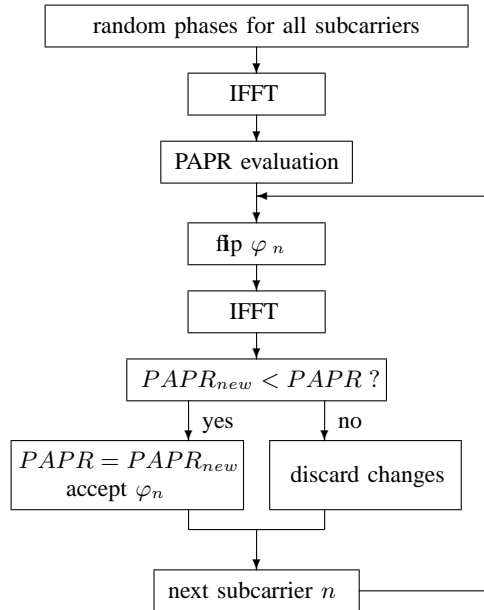 random phases for all subcarriers
IFFT
PAPR evaluation
flip φ n
IFFT
PAPR_new < PAPR ?
yes
no
PAPR = PAPR_new
accept φ_n
discard changes
next subcarrier n